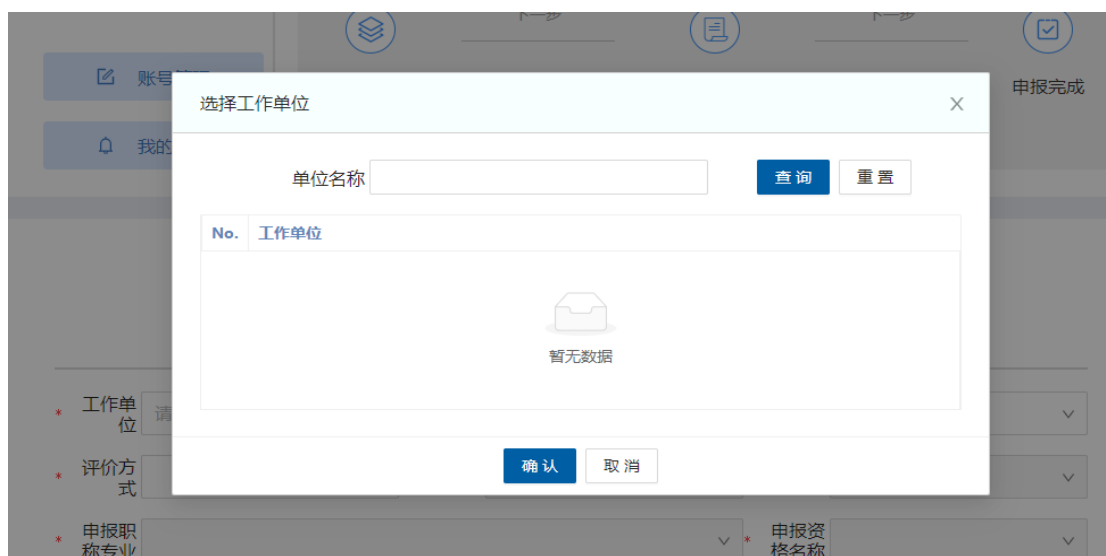 下一步
下一步
申报完成
账号管理
我的
选择工作单位
单位名称
查 询
重 置
No. 工作单位
暂无数据
* 工作单
位
请
* 评价方
式
确 认
取 消
* 申报职
称专业
* 申报资
格名称